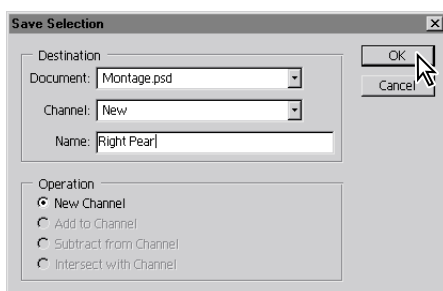 Save Selection
Destination
Document: Montage.psd
Channel: New
Name: Right Pear
OK
Cancel
Operation
New Channel
Add to Channel
Subtract from Channel
Intersect with Channel